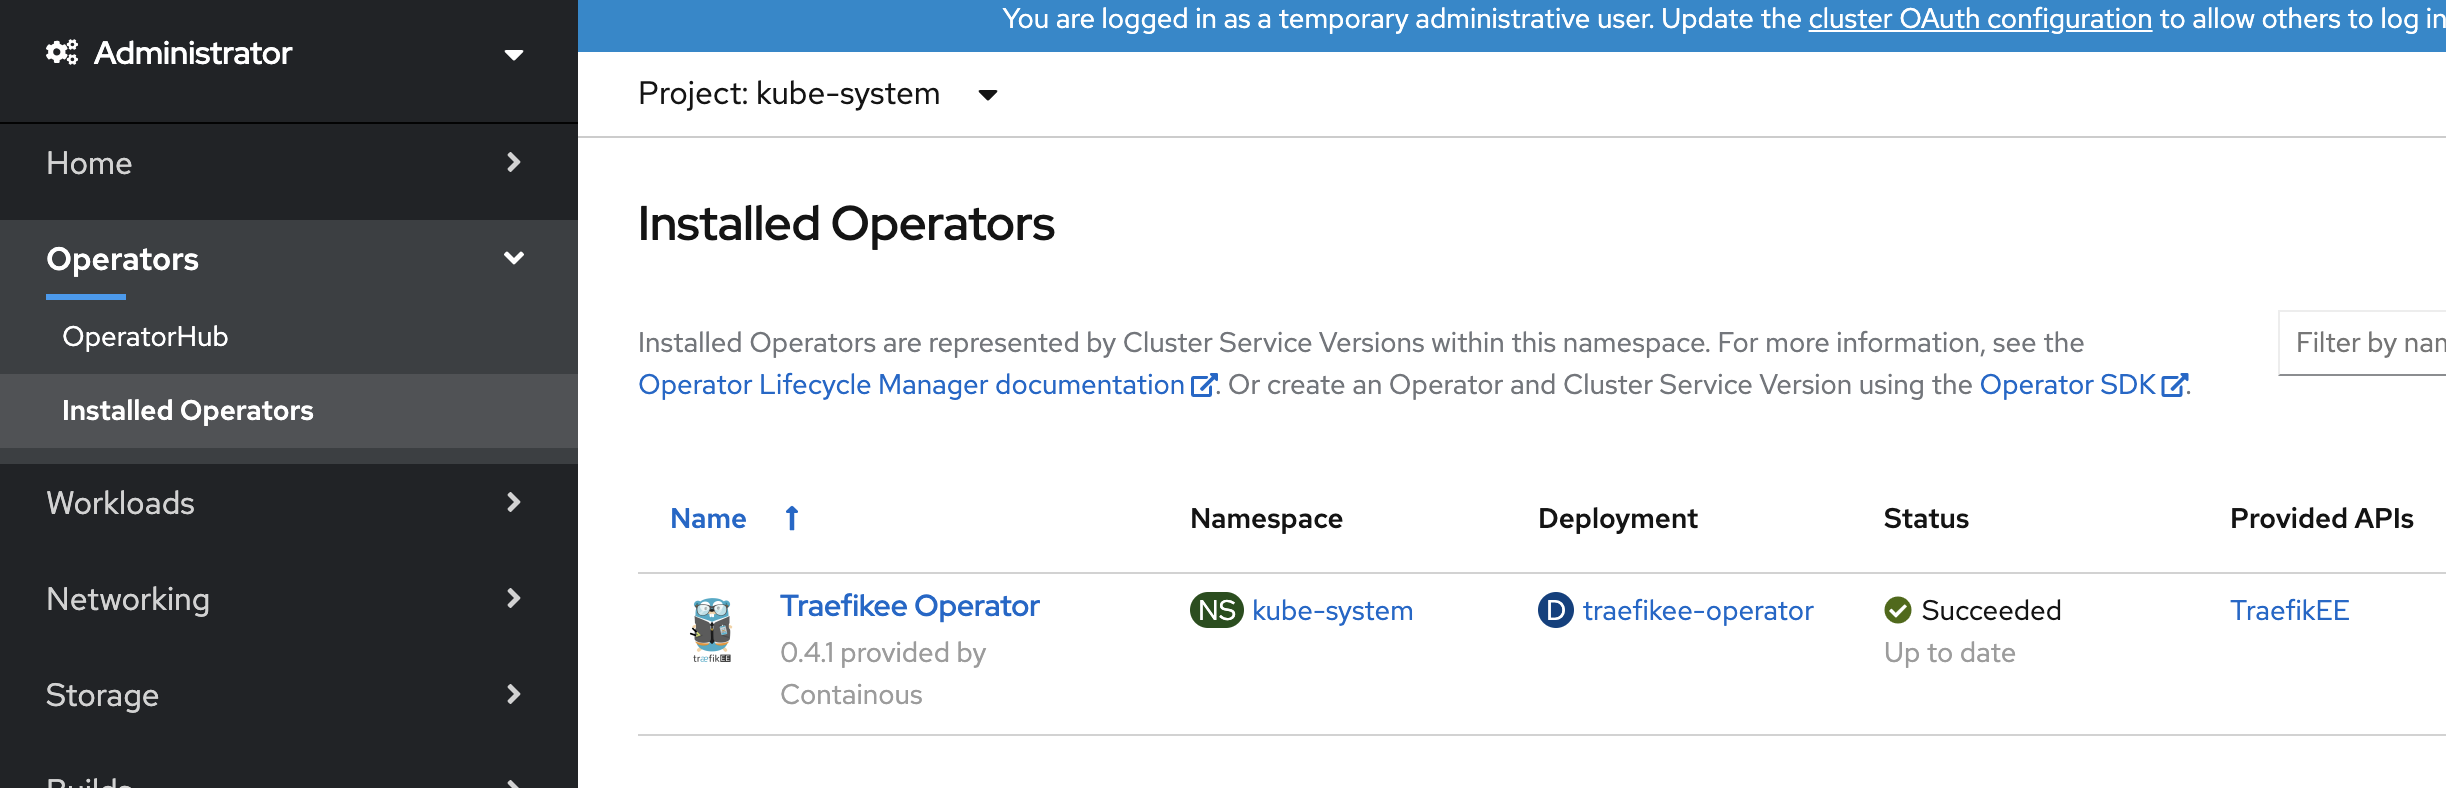 You are logged in as a temporary administrative user. Update the cluster OAuth configuration to allow others to log in
Administrator
Project: kube-system
Home
Operators
OperatorHub
Installed Operators
Workloads
Networking
Storage
Builds
Installed Operators
Installed Operators are represented by Cluster Service Versions within this namespace. For more information, see the
Operator Lifecycle Manager documentation. Or create an Operator and Cluster Service Version using the Operator SDK.
Filter by nam
Name Namespace Deployment Status Provided APIs
Traefikee Operator NS kube-system D traefikee-operator Succeeded TraefikEE
0.4.1 provided by Up to date
Containous
træfikEE